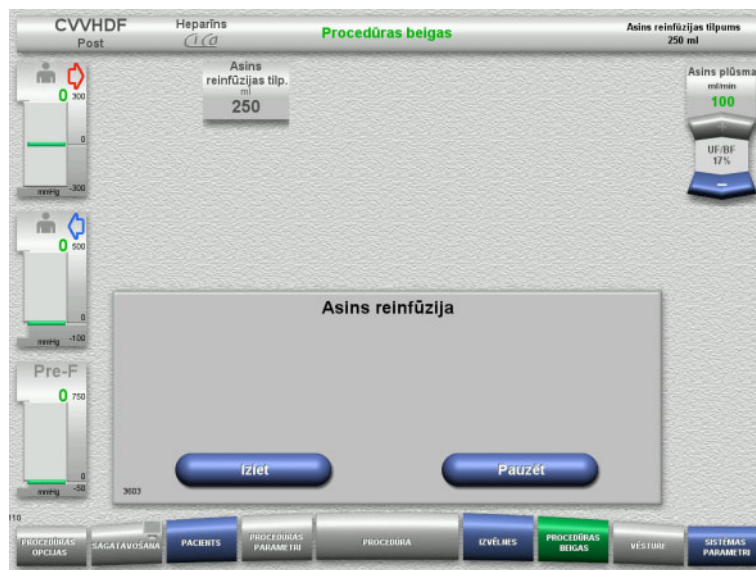 CVVHDF
Post
Heparīns
Ci Ca
Procedūras beigas
Asins reinfūzijas tilpums
250 ml
0
300
0
-300
mmHg
Asins
reinfūzijas tilp.
ml
250
Asins plūsma
ml/min
100
+
UF/BF
17%
–
0
500
0
-100
mmHg
Pre-F
0
750
0
-50
mmHg
Asins reinfūzija
Iziet
Pauzēt
3603
PROCEDŪRAS
OPCIJAS
SAGATAVOŠANA
PACIENTS
PROCEDŪRAS
PARAMETRI
PROCEDŪRA
IZVĒLNES
PROCEDŪRAS
BEIGAS
VĒSTURE
SISTĒMAS
PARAMETRI